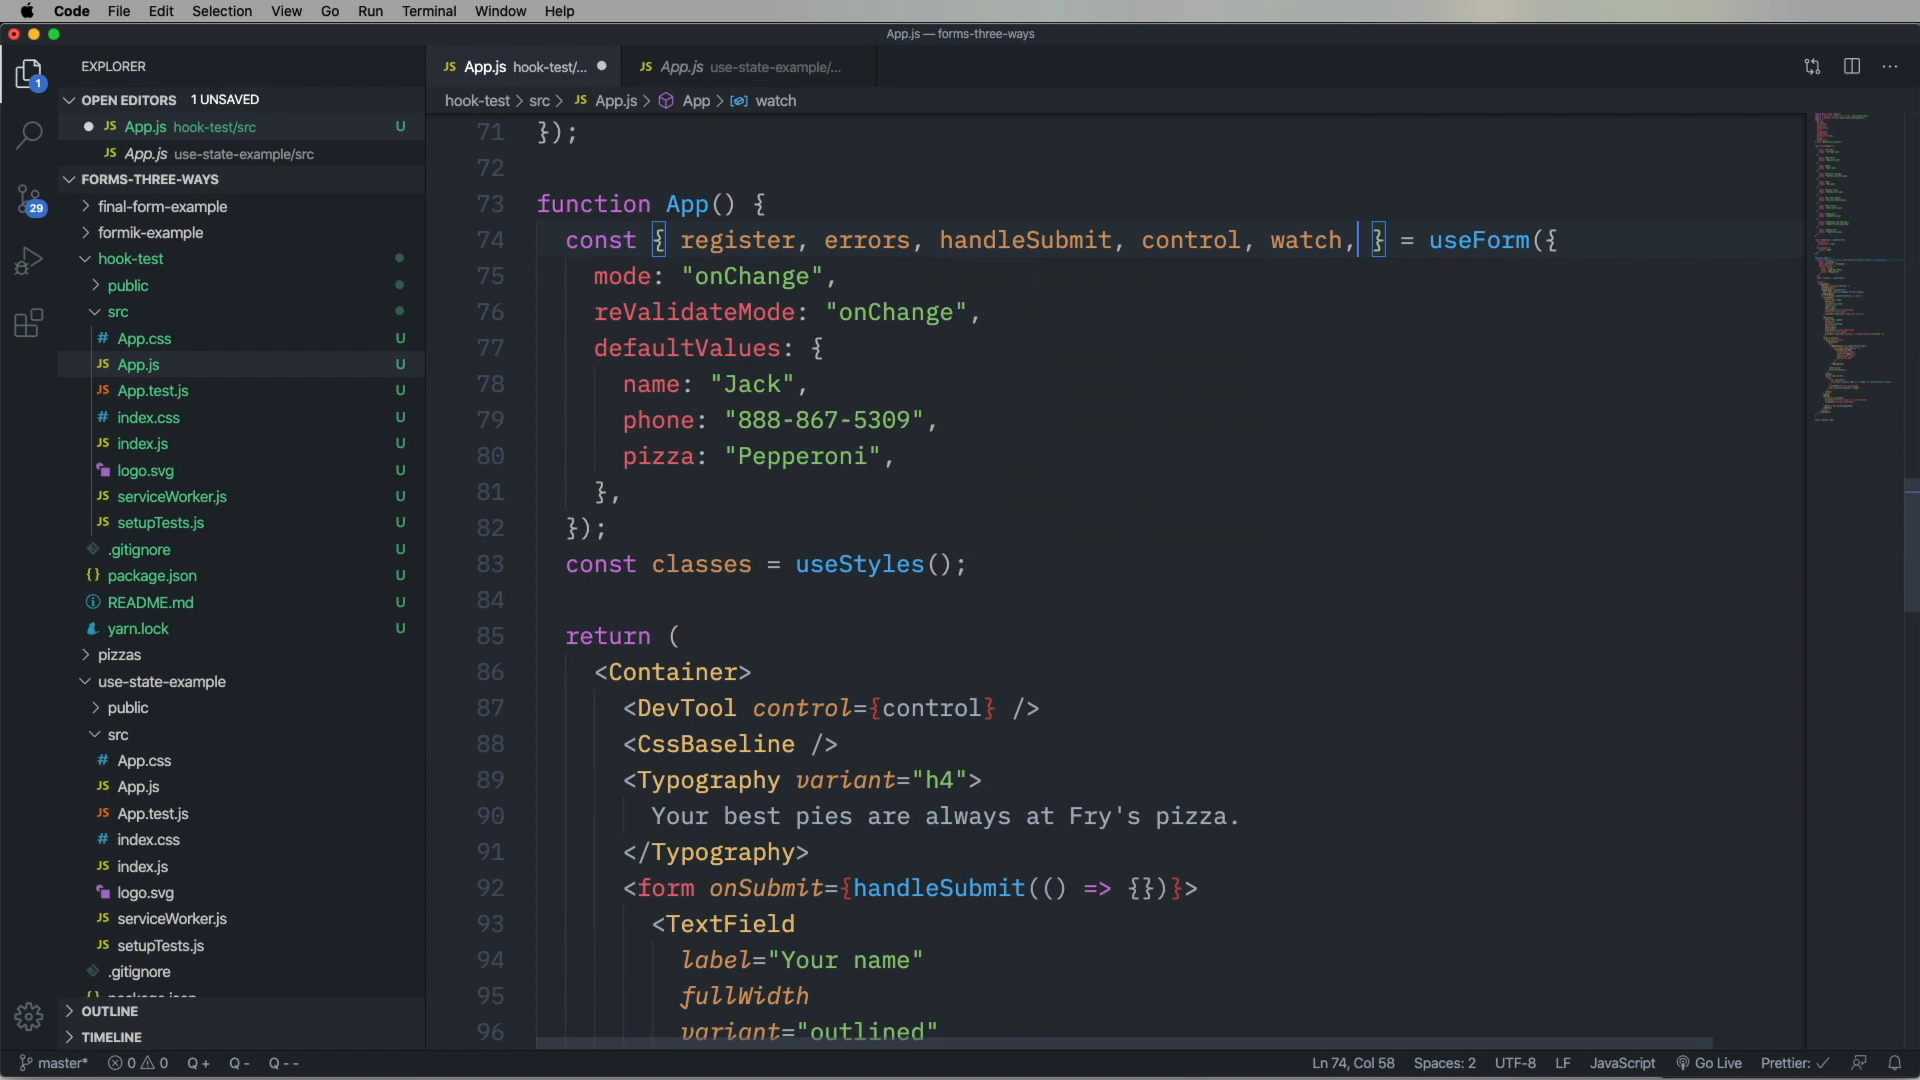 Code File Edit Selection View Go Run Terminal Window Help
App.js — forms-three-ways
EXPLORER
OPEN EDITORS 1 UNSAVED
App.js hook-test/src U
App.js use-state-example/src
FORMS-THREE-WAYS
final-form-example
formik-example
hook-test
public
src
App.css U
App.js U
App.test.js U
index.css U
index.js U
logo.svg U
serviceWorker.js U
setupTests.js U
.gitignore U
package.json U
README.md U
yarn.lock U
pizzas
use-state-example
public
src
App.css
App.js
App.test.js
index.css
index.js
logo.svg
serviceWorker.js
setupTests.js
.gitignore
package.json
OUTLINE
TIMELINE
1
29
JS App.js hook-test/...
JS App.js use-state-example/...
hook-test > src > JS App.js > App > watch
71 });
72
73 function App() {
74 const { register, errors, handleSubmit, control, watch, } = useForm({
75 mode: "onChange",
76 reValidateMode: "onChange",
77 defaultValues: {
78 name: "Jack",
79 phone: "888-867-5309",
80 pizza: "Pepperoni",
81 },
82 });
83 const classes = useStyles();
84
85 return (
86 <Container>
87 <DevTool control={control} />
88 <CssBaseline />
89 <Typography variant="h4">
90 Your best pies are always at Fry's pizza.
91 </Typography>
92 <form onSubmit={handleSubmit(() => {})}>
93 <TextField
94 label="Your name"
95 fullWidth
96 variant="outlined"
master* 0 0 Q + Q - Q - -
Ln 74, Col 58 Spaces: 2 UTF-8 LF JavaScript Go Live Prettier: ✓